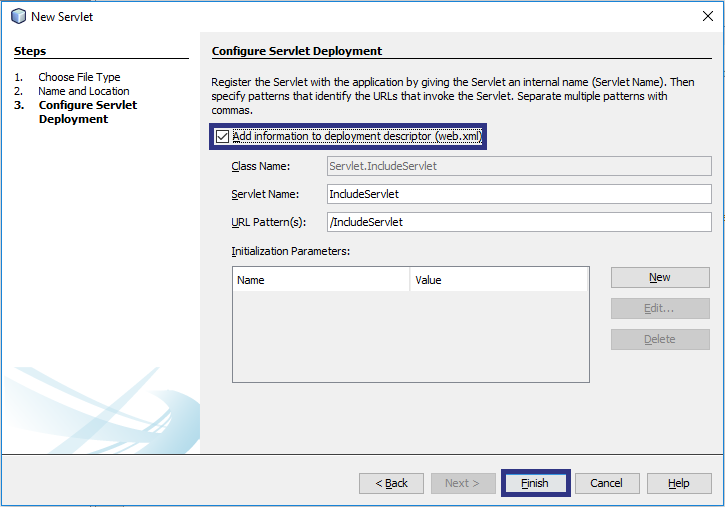 New Servlet
Steps
1. Choose File Type
2. Name and Location
3. Configure Servlet
Deployment
Configure Servlet Deployment
Register the Servlet with the application by giving the Servlet an internal name (Servlet Name). Then
specify patterns that identify the URLs that invoke the Servlet. Separate multiple patterns with
commas.
Add information to deployment descriptor (web.xml)
Class Name: Servlet.IncludeServlet
Servlet Name: IncludeServlet
URL Pattern(s): /IncludeServlet
Initialization Parameters:
Name Value
New
Edit...
Delete
< Back Next > Finish Cancel Help